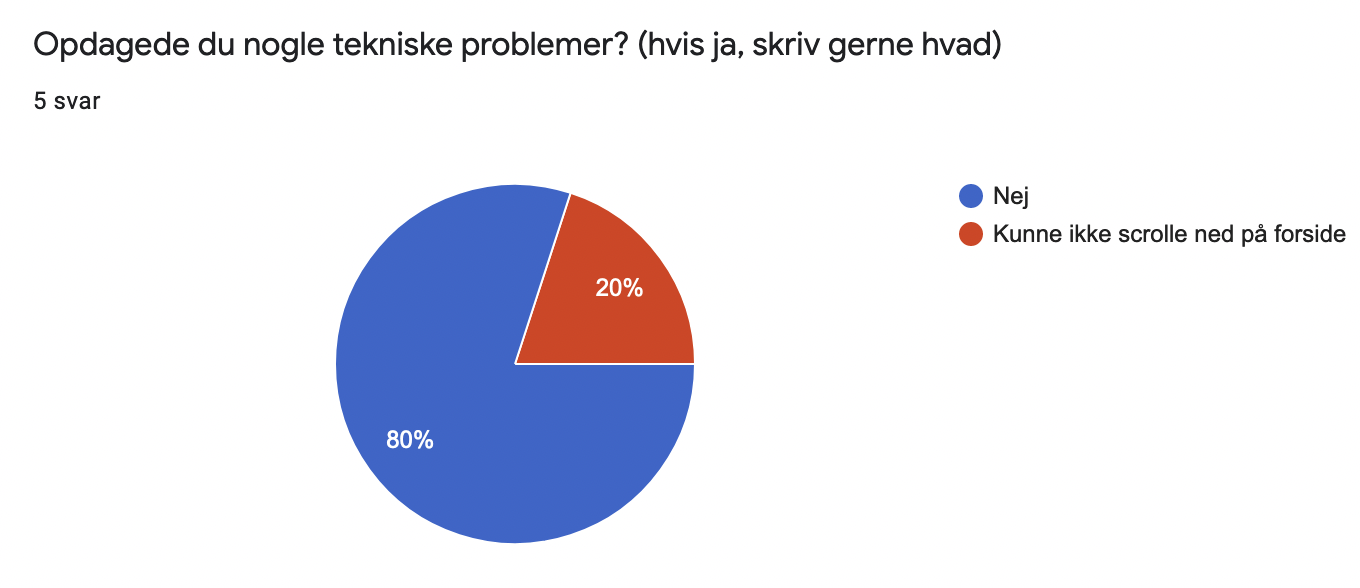 Opdagede du nogle tekniske problemer? (hvis ja, skriv gerne hvad)
5 svar
Nej
Kunne ikke scrolle ned på forside
20%
80%